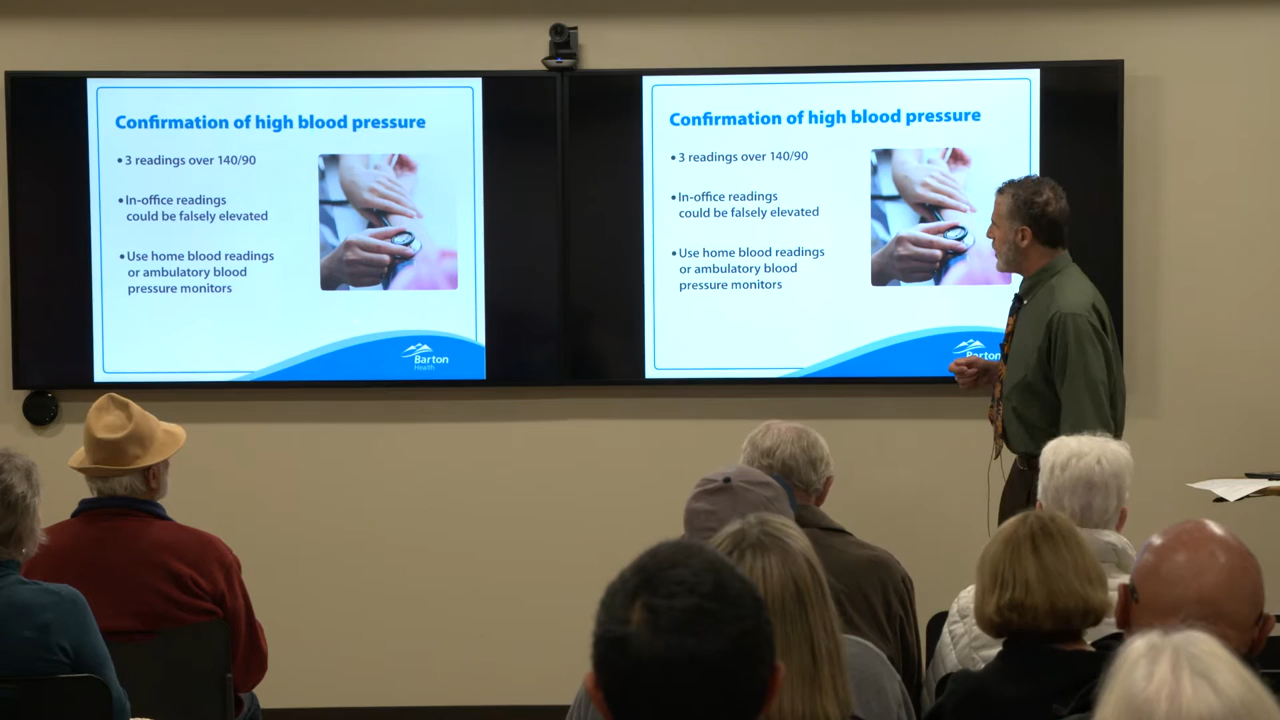 Confirmation of high blood pressure
• 3 readings over 140/90
• In-office readings
could be falsely elevated
• Use home blood readings
or ambulatory blood
pressure monitors
Barton
Health
Confirmation of high blood pressure
• 3 readings over 140/90
• In-office readings
could be falsely elevated
• Use home blood readings
or ambulatory blood
pressure monitors
Barton